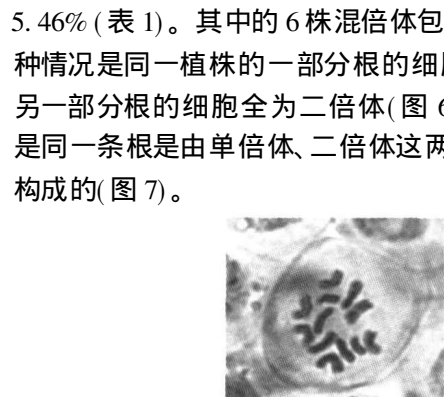 5.46% (表 1)。其中的 6 株混倍体包
种情况是同一植株的一部分根的细
另一部分根的细胞全为二倍体(图
是同一条根是由单倍体、二倍体这两
构成的(图 7)。